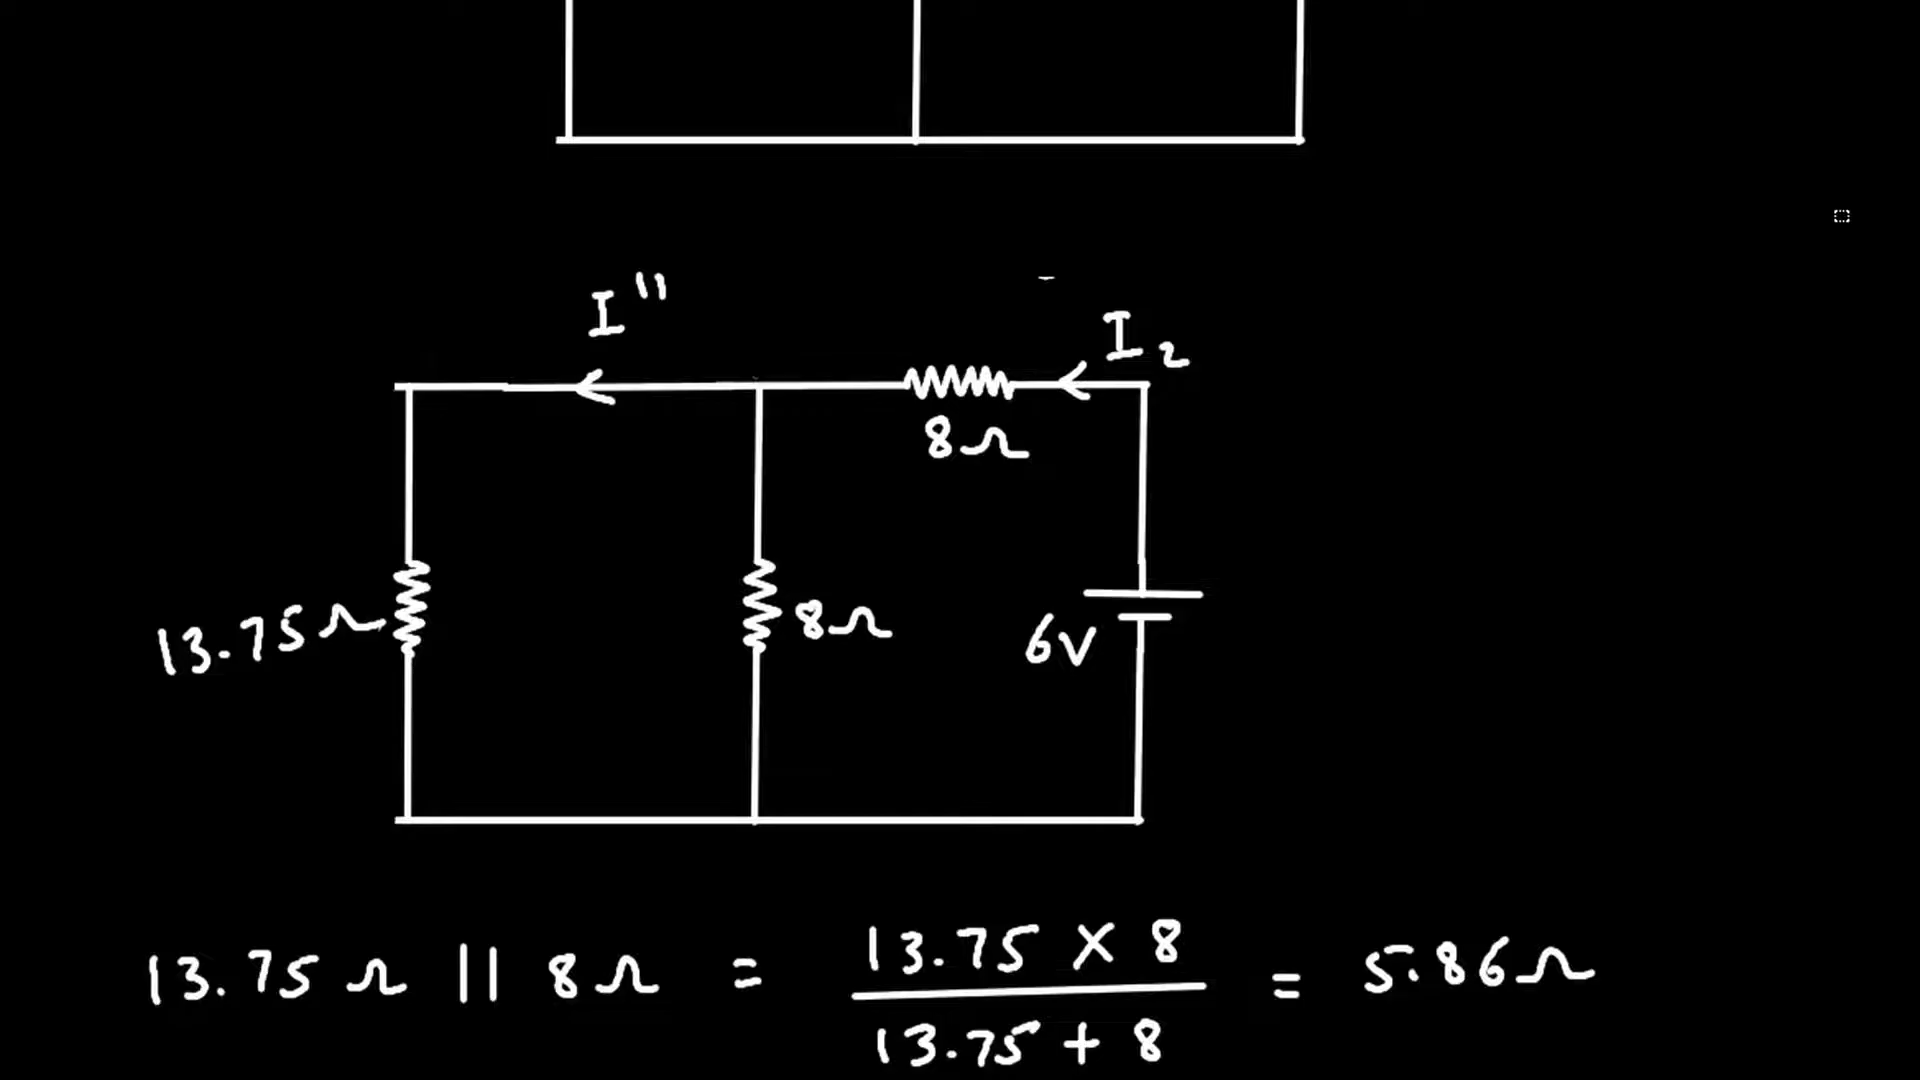 I"
I₂
8Ω
13.75Ω
8Ω
6V
13.75Ω || 8Ω = 13.75 X 8 / 13.75 + 8 = 5.86Ω